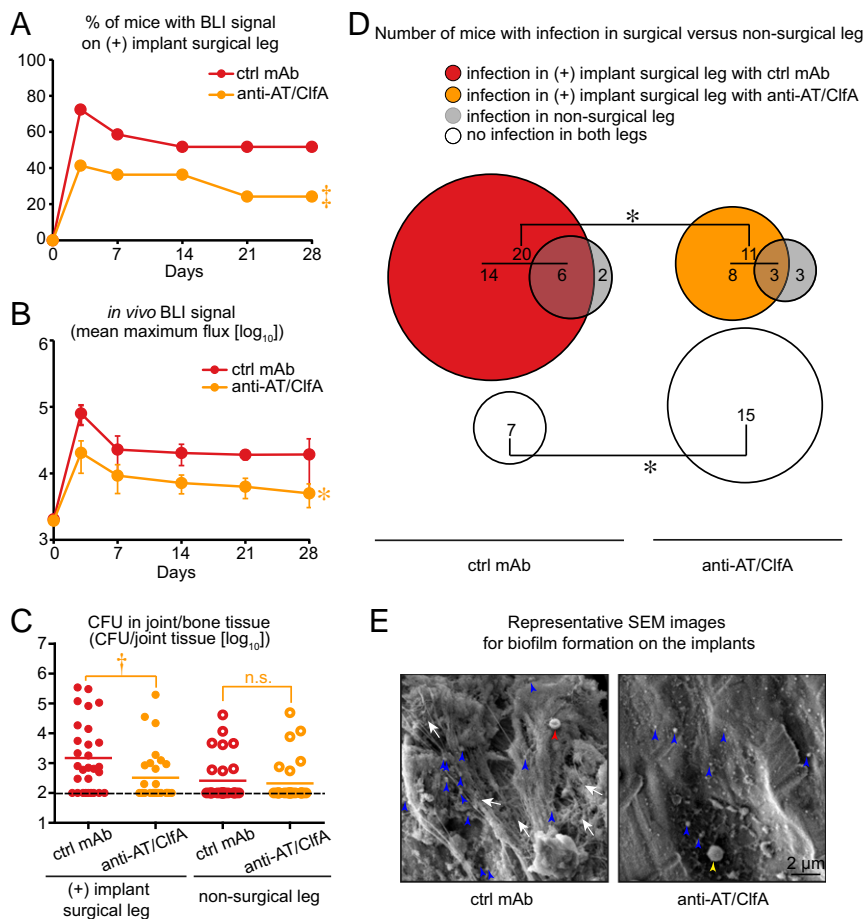 A
% of mice with BLI signal
on (+) implant surgical leg
100
80
60
40
20
0
ctrl mAb
anti-AT/ClfA
‡
0 7 14 21 28
Days
B
in vivo BLI signal
(mean maximum flux [log10])
6
5
4
3
ctrl mAb
anti-AT/ClfA
*
0 7 14 21 28
Days
C
CFU in joint/bone tissue
(CFU/joint tissue [log10])
7
6
5
4
3
2
1
†
n.s.
ctrl mAb
anti-AT/ClfA
ctrl mAb
anti-AT/ClfA
(+) implant
surgical leg
non-surgical leg
D
Number of mice with infection in surgical versus non-surgical leg
infection in (+) implant surgical leg with ctrl mAb
infection in (+) implant surgical leg with anti-AT/ClfA
infection in non-surgical leg
no infection in both legs
*
20
14 6 2
11
8 3 3
7
15
*
ctrl mAb
anti-AT/ClfA
E
Representative SEM images
for biofilm formation on the implants
2 µm
ctrl mAb
anti-AT/ClfA